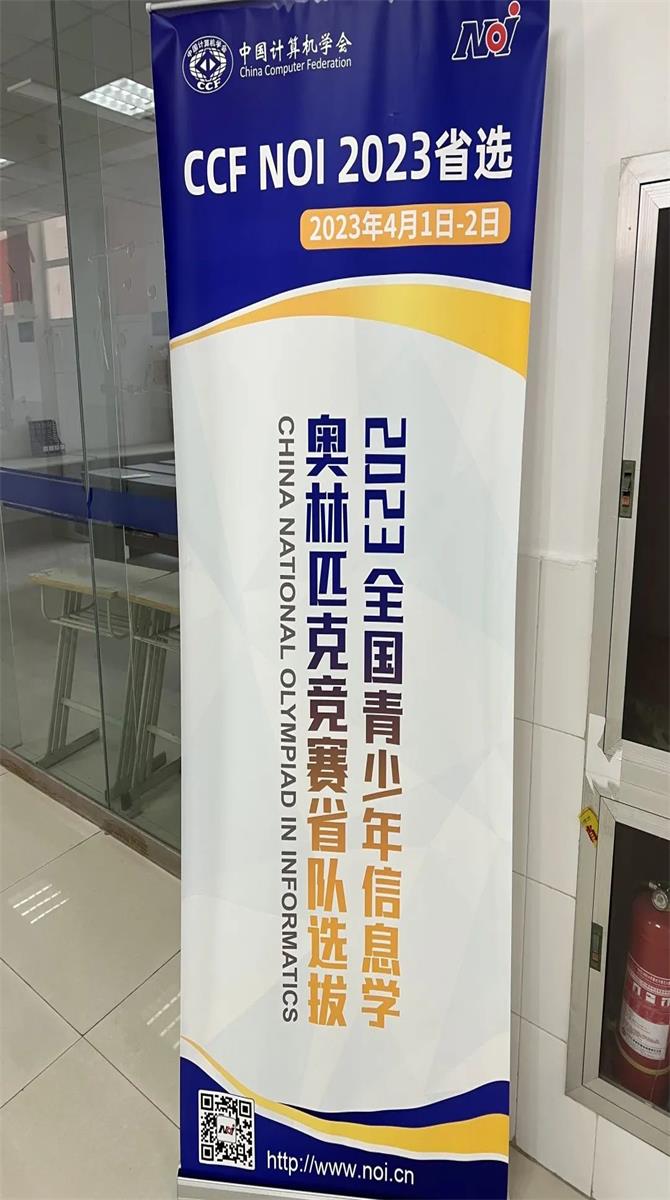 中国计算机学会
China Computer Federation
CCF
NOI
CCF NOI 2023省选
2023年4月1日-2日
2023全国青少年信息学
奥林匹克竞赛省队选拔
CHINA NATIONAL OLYMPIAD IN INFORMATICS
NOI
http://www.noi.cn